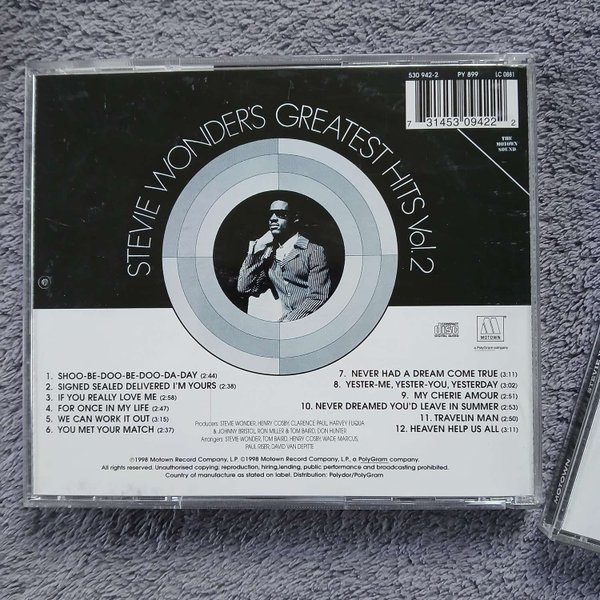 530 942-2 PY 899 LC 0881
7 31453 09422 2
THE
MOTOWN
SOUND
STEVIE WONDER'S GREATEST HITS Vol. 2
COMPACT
disc
DIGITAL AUDIO
M
MOTOWN
a PolyGram company
1. SHOO-BE-DOO-BE-DOO-DA-DAY (2:44)
2. SIGNED SEALED DELIVERED I'M YOURS (2:38)
3. IF YOU REALLY LOVE ME (2:58)
4. FOR ONCE IN MY LIFE (2:47)
5. WE CAN WORK IT OUT (3:15)
6. YOU MET YOUR MATCH (2:37)
7. NEVER HAD A DREAM COME TRUE (3:11)
8. YESTER-ME, YESTER-YOU, YESTERDAY (3:02)
9. MY CHERIE AMOUR (2:51)
10. NEVER DREAMED YOU'D LEAVE IN SUMMER (2:53)
11. TRAVELIN MAN (2:51)
12. HEAVEN HELP US ALL (3:11)
Producers: STEVIE WONDER, HENRY COSBY, CLARENCE PAUL, HARVEY FUQUA
& JOHNNY BRISTOL, RON MILLER & TOM BAIRD, DON HUNTER
Arrangers: STEVIE WONDER, TOM BAIRD, HENRY COSBY, WADE MARCUS,
PAUL RISER, DAVID VAN DEPITTE
℗1998 Motown Record Company, L.P. ©1998 Motown Record Company, L.P., a PolyGram company.
All rights reserved. Unauthorised copying, reproduction, hiring,lending, public performance and broadcasting prohibited.
Country of manufacture as stated on label. Distribution: Polydor/PolyGram
MOTOWN